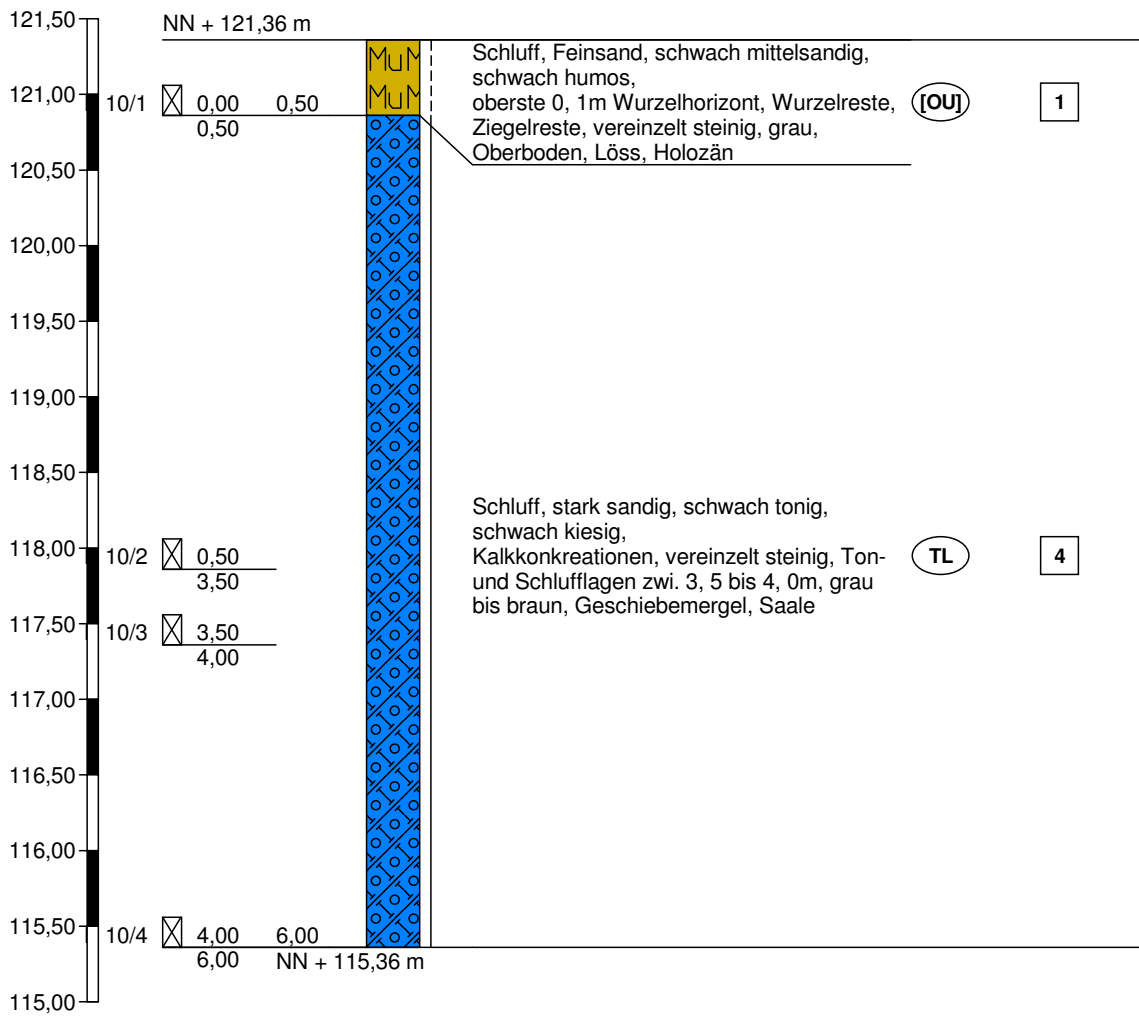 121,50
NN + 121,36 m
MuM
MuM
Schluff, Feinsand, schwach mittelsandig,
schwach humos,
oberste 0, 1m Wurzelhorizont, Wurzelreste,
Ziegelreste, vereinzelt steinig, grau,
Oberboden, Löss, Holozän
[OU]
1
121,00
10/1
0,00
0,50
0,50
120,50
120,00
119,50
119,00
118,50
Schluff, stark sandig, schwach tonig,
schwach kiesig,
Kalkkonkreationen, vereinzelt steinig, Ton-
und Schlufflagen zwi. 3, 5 bis 4, 0m, grau
bis braun, Geschiebemergel, Saale
TL
4
118,00
10/2
0,50
3,50
117,50
10/3
3,50
4,00
117,00
116,50
116,00
115,50
10/4
4,00
6,00
6,00
NN + 115,36 m
115,00